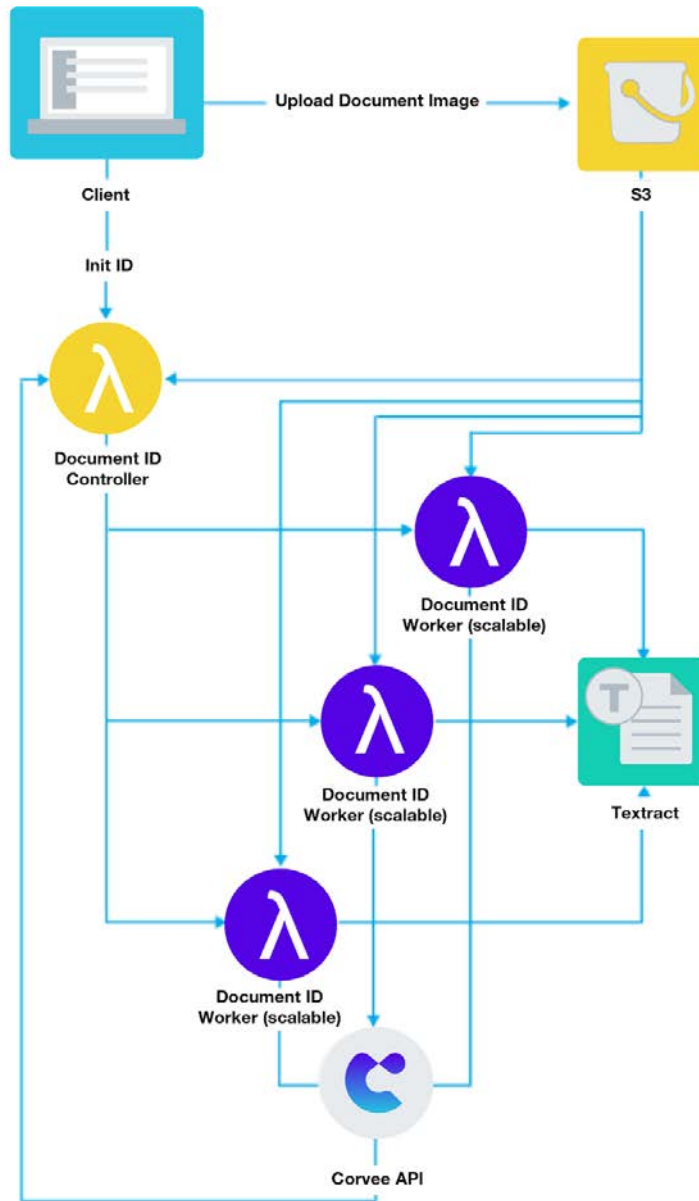 Upload Document Image
Client
S3
Init ID
λ
Document ID
Controller
λ
Document ID
Worker (scalable)
λ
T
Document ID
Worker (scalable)
Textract
λ
Document ID
Worker (scalable)
Corvee API